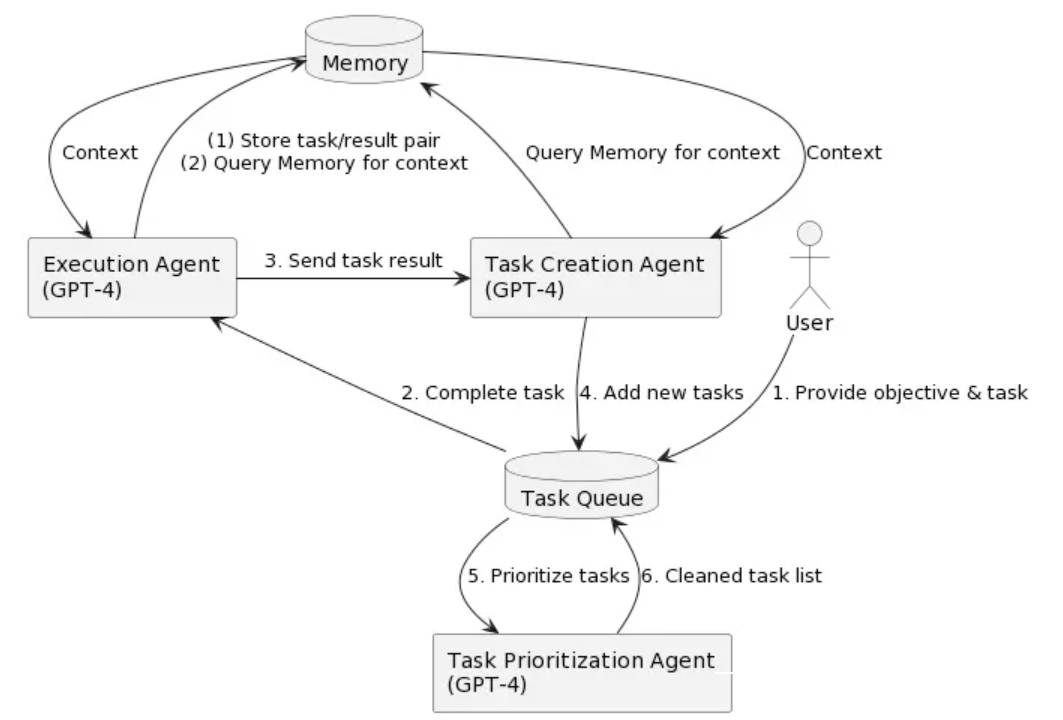 Memory
Context
(1) Store task/result pair
(2) Query Memory for context
Query Memory for context
Context
Execution Agent
(GPT-4)
3. Send task result
Task Creation Agent
(GPT-4)
User
2. Complete task
4. Add new tasks
1. Provide objective & task
Task Queue
5. Prioritize tasks
6. Cleaned task list
Task Prioritization Agent
(GPT-4)